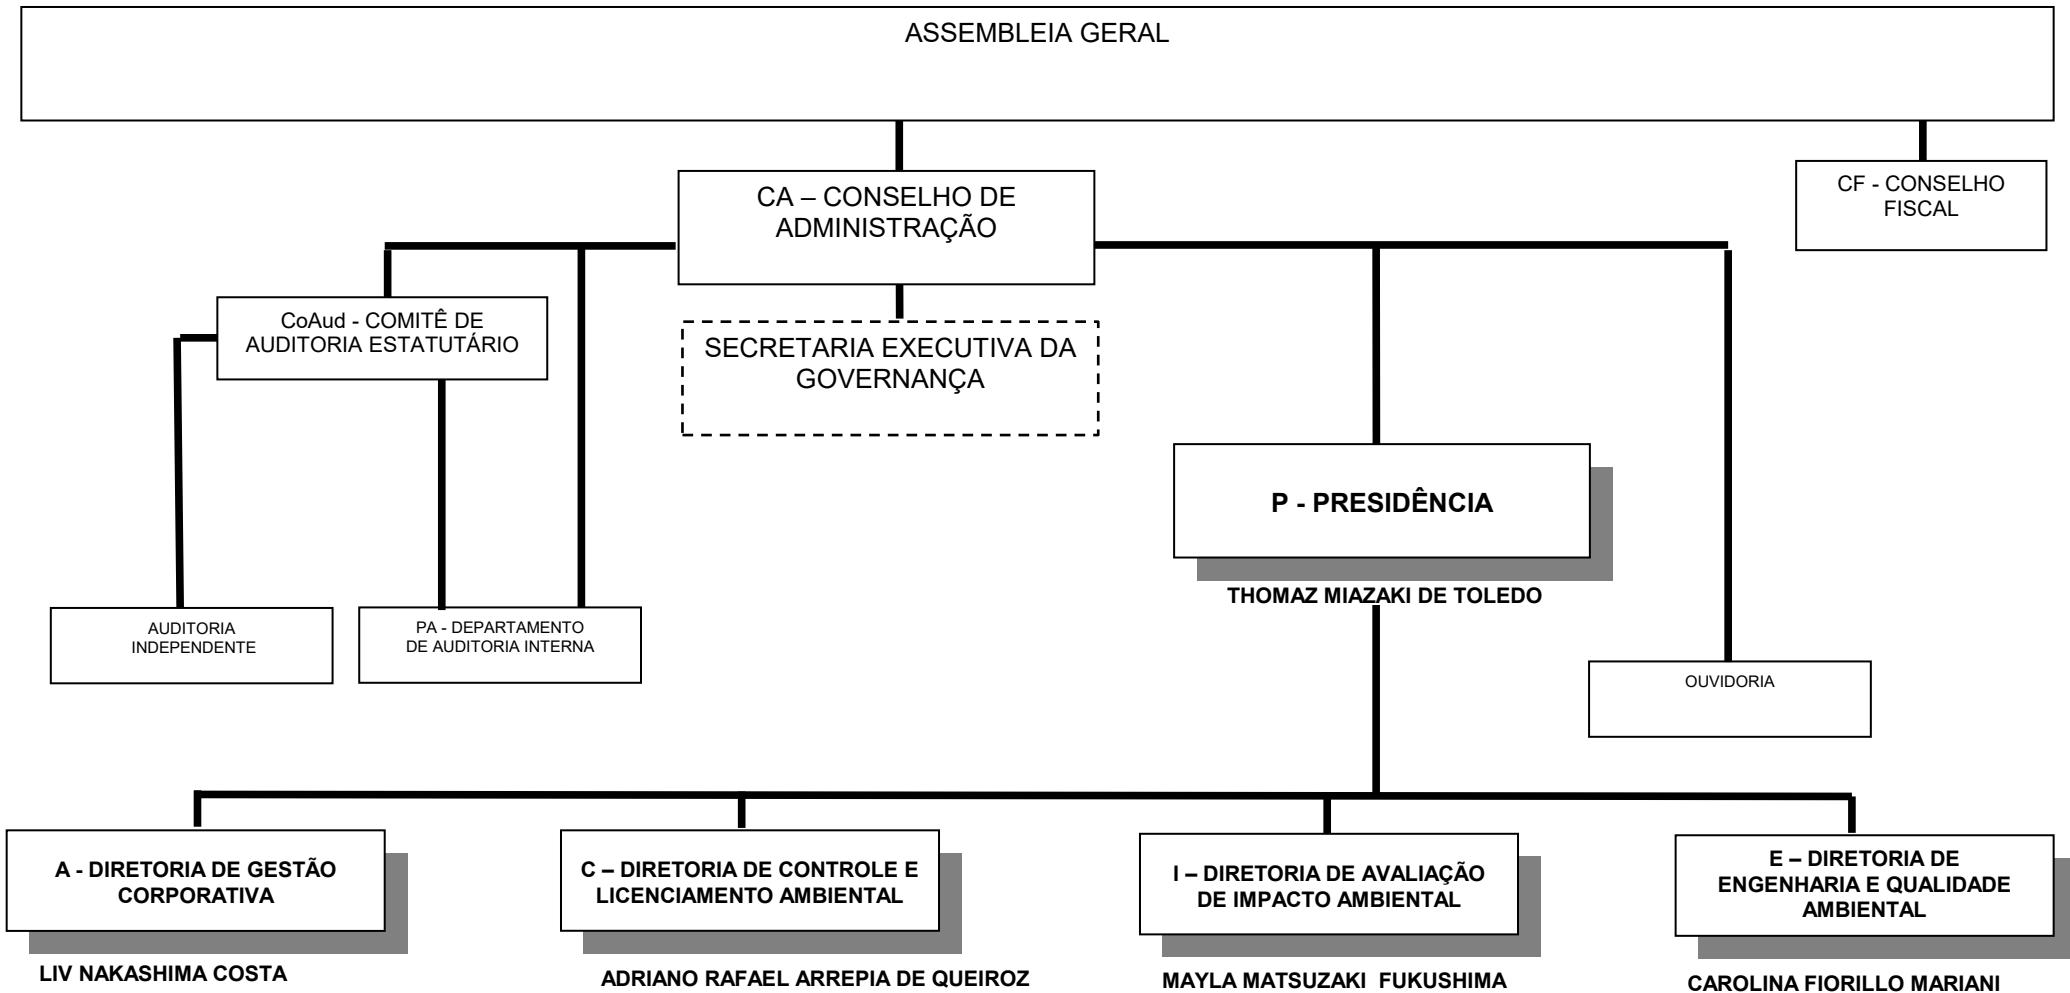 ASSEMBLEIA GERAL
CA – CONSELHO DE
ADMINISTRAÇÃO
CF - CONSELHO
FISCAL
CoAud - COMITÊ DE
AUDITORIA ESTATUTÁRIO
SECRETARIA EXECUTIVA DA
GOVERNANÇA
P - PRESIDÊNCIA
THOMAZ MIAZAKI DE TOLEDO
AUDITORIA
INDEPENDENTE
PA - DEPARTAMENTO
DE AUDITORIA INTERNA
OUVIDORIA
A - DIRETORIA DE GESTÃO
CORPORATIVA
LIV NAKASHIMA COSTA
C – DIRETORIA DE CONTROLE E
LICENCIAMENTO AMBIENTAL
ADRIANO RAFAEL ARREPIA DE QUEIROZ
I – DIRETORIA DE AVALIAÇÃO
DE IMPACTO AMBIENTAL
MAYLA MATSUZAKI  FUKUSHIMA
E – DIRETORIA DE
ENGENHARIA E QUALIDADE
AMBIENTAL
CAROLINA FIORILLO MARIANI